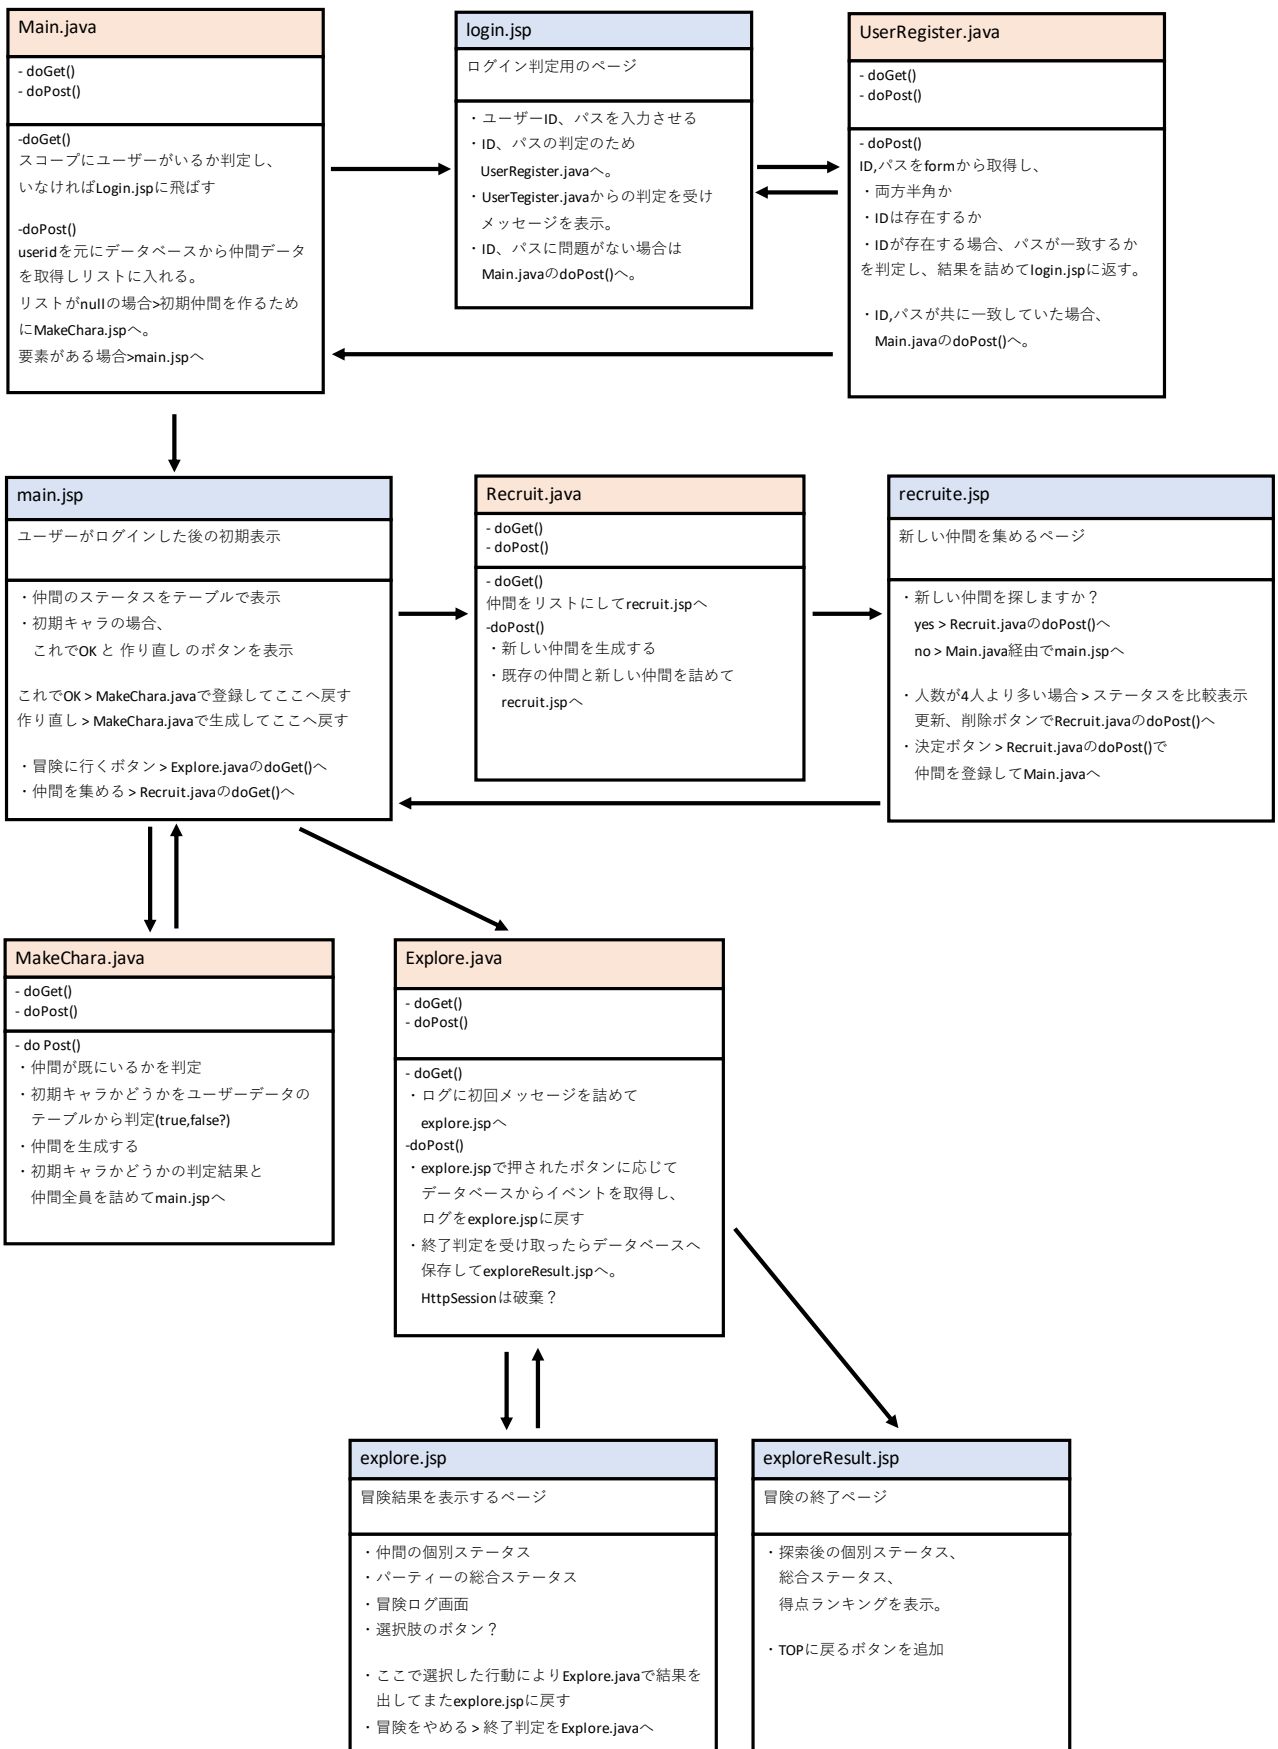 Main.java
- doGet()
- doPost()
-doGet()
スコープにユーザーがいるか判定し、
いなければLogin.jspに飛ばす
-doPost()
useridを元にデータベースから仲間データ
を取得しリストに入れる。
リストがnullの場合>初期仲間を作るため
にMakeChara.jspへ。
要素がある場合>main.jspへ
login.jsp
ログイン判定用のページ
・ユーザーID、パスを入力させる
・ID、パスの判定のため
UserRegister.javaへ。
・UserTegister.javaからの判定を受け
メッセージを表示。
・ID、パスに問題がない場合は
Main.javaのdoPost()へ。
UserRegister.java
- doGet()
- doPost()
- doPost()
ID,パスをformから取得し、
・両方半角か
・IDは存在するか
・IDが存在する場合、パスが一致するか
を判定し、結果を詰めてlogin.jspに返す。
・ID,パスが共に一致していた場合、
Main.javaのdoPost()へ。
main.jsp
ユーザーがログインした後の初期表示
・仲間のステータスをテーブルで表示
・初期キャラの場合、
これでOK と 作り直し のボタンを表示
これでOK > MakeChara.javaで登録してここへ戻す
作り直し > MakeChara.javaで生成してここへ戻す
・冒険に行くボタン > Explore.javaのdoGet()へ
・仲間を集める > Recruit.javaのdoGet()へ
Recruit.java
- doGet()
- doPost()
- doGet()
仲間をリストにしてrecruit.jspへ
-doPost()
・新しい仲間を生成する
・既存の仲間と新しい仲間を詰めて
recruit.jspへ
recruite.jsp
新しい仲間を集めるページ
・新しい仲間を探しますか？
yes > Recruit.javaのdoPost()へ
no > Main.java経由でmain.jspへ
・人数が4人より多い場合 > ステータスを比較表示
更新、削除ボタンでRecruit.javaのdoPost()へ
・決定ボタン > Recruit.javaのdoPost()で
仲間を登録してMain.javaへ
MakeChara.java
- doGet()
- doPost()
- do Post()
・仲間が既にいるかを判定
・初期キャラかどうかをユーザーデータの
テーブルから判定(true,false?)
・仲間を生成する
・初期キャラかどうかの判定結果と
仲間全員を詰めてmain.jspへ
Explore.java
- doGet()
- doPost()
- doGet()
・ログに初回メッセージを詰めて
explore.jspへ
-doPost()
・explore.jspで押されたボタンに応じて
データベースからイベントを取得し、
ログをexplore.jspに戻す
・終了判定を受け取ったらデータベースへ
保存してexploreResult.jspへ。
HttpSessionは破棄？
explore.jsp
冒険結果を表示するページ
・仲間の個別ステータス
・パーティーの総合ステータス
・冒険ログ画面
・選択肢のボタン？
・ここで選択した行動によりExplore.javaで結果を
出してまたexplore.jspに戻す
・冒険をやめる > 終了判定をExplore.javaへ
exploreResult.jsp
冒険の終了ページ
・探索後の個別ステータス、
総合ステータス、
得点ランキングを表示。
・TOPに戻るボタンを追加